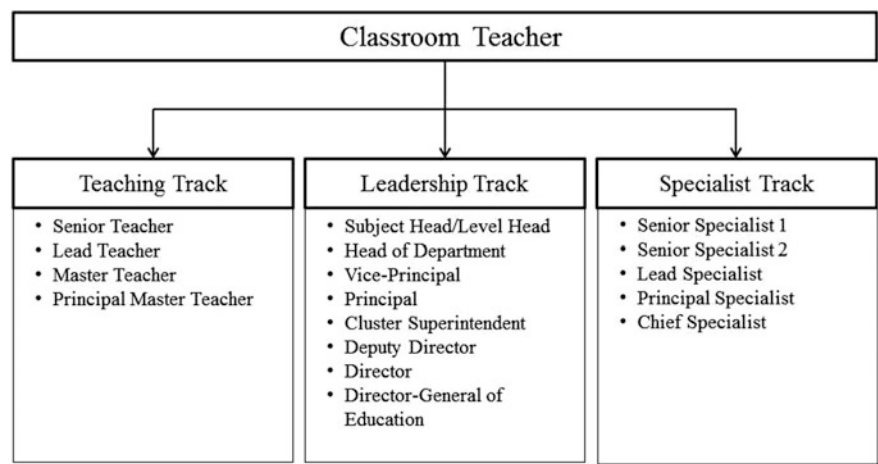 Classroom Teacher
Teaching Track
• Senior Teacher
• Lead Teacher
• Master Teacher
• Principal Master Teacher
Leadership Track
• Subject Head/Level Head
• Head of Department
• Vice-Principal
• Principal
• Cluster Superintendent
• Deputy Director
• Director
• Director-General of
Education
Specialist Track
• Senior Specialist 1
• Senior Specialist 2
• Lead Specialist
• Principal Specialist
• Chief Specialist